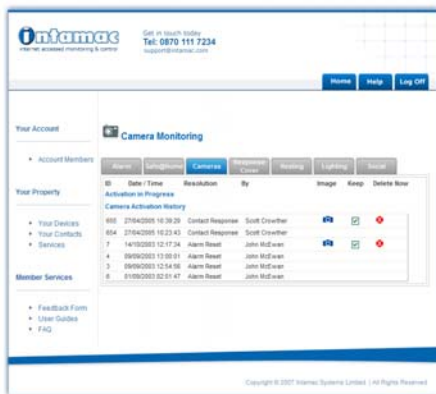 intamac
internet accessed monitoring & control
Get in touch today
Tel: 0870 111 7234
support@intamac.com
Home Help Log Off
Your Account
Account Members
Your Property
Your Devices
Your Contacts
Services
Member Services
Feedback Form
User Guides
FAQ
Camera Monitoring
Alarm Safe@home Cameras Response Cover Heating Lighting Social
ID Date / Time Resolution By Image Keep Delete Now
Activation in Progress
Camera Activation History
655 27/04/2005 10:39:29 Contact Response Scott Crowther
654 27/04/2005 10:23:43 Contact Response Scott Crowther
7 14/10/2003 12:17:34 Alarm Reset John McEwan
4 09/09/2003 13:00:01 Alarm Reset John McEwan
3 09/09/2003 12:54:56 Alarm Reset John McEwan
01/09/2003 02:01:47 Alarm Reset John McEwan
Copyright © 2007 Intamac Systems Limited. | All Rights Reserved